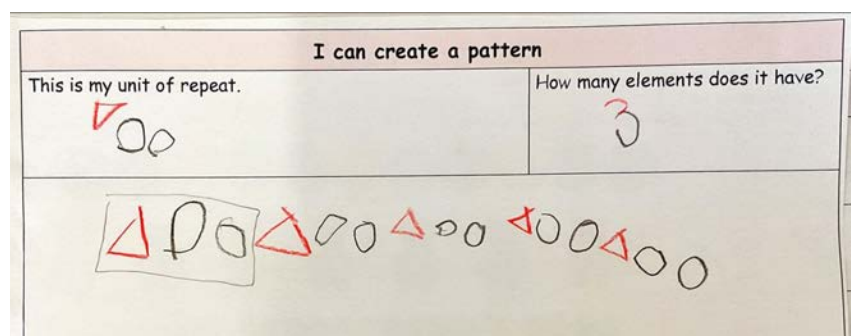 I can create a pattern
This is my unit of repeat.
How many elements does it have?
3